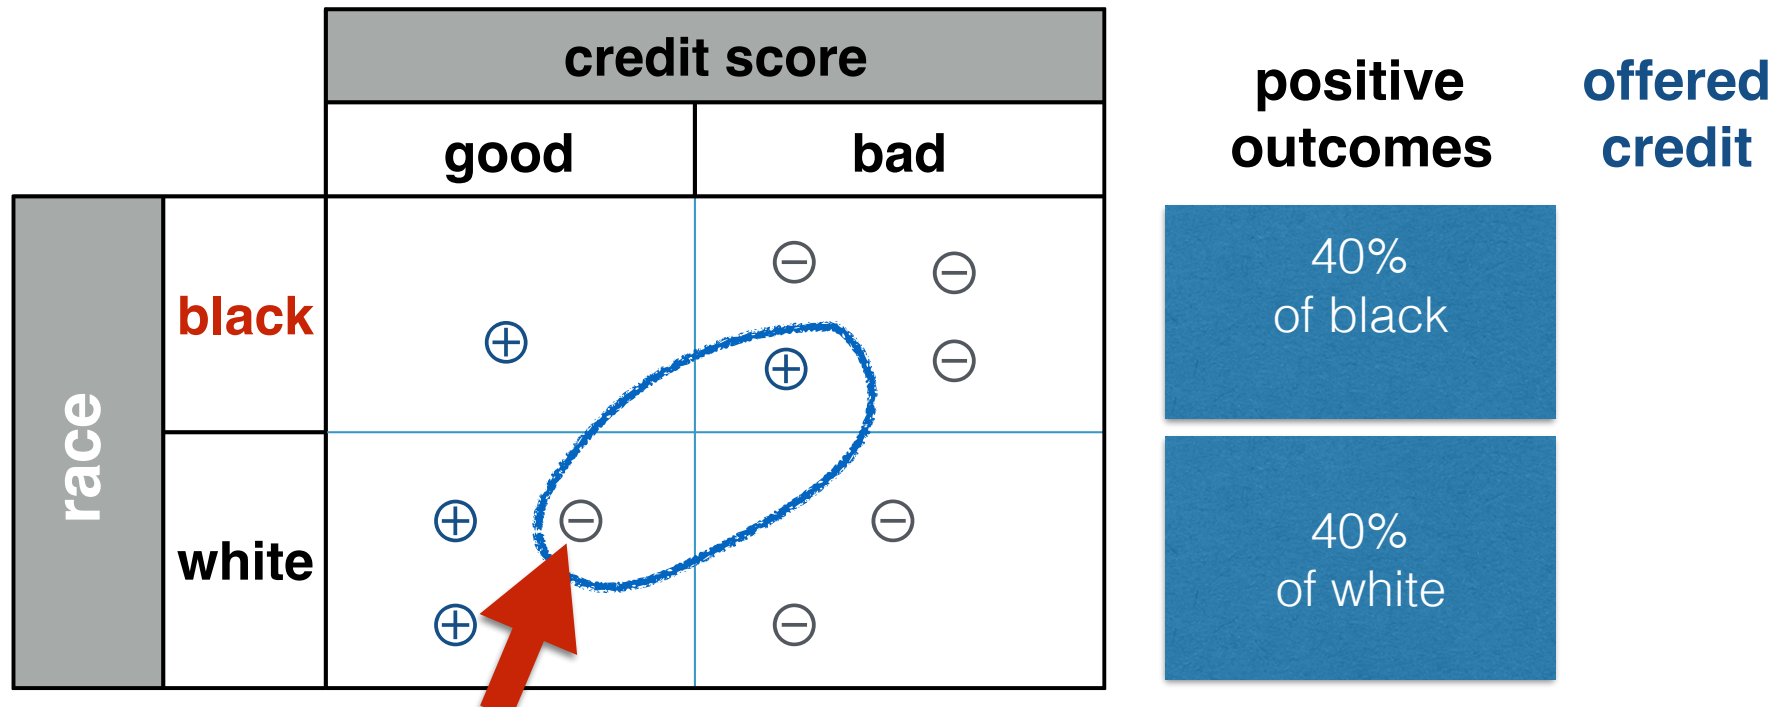 credit score
good
bad
positive
outcomes
offered
credit
race
black
white
40%
of black
40%
of white